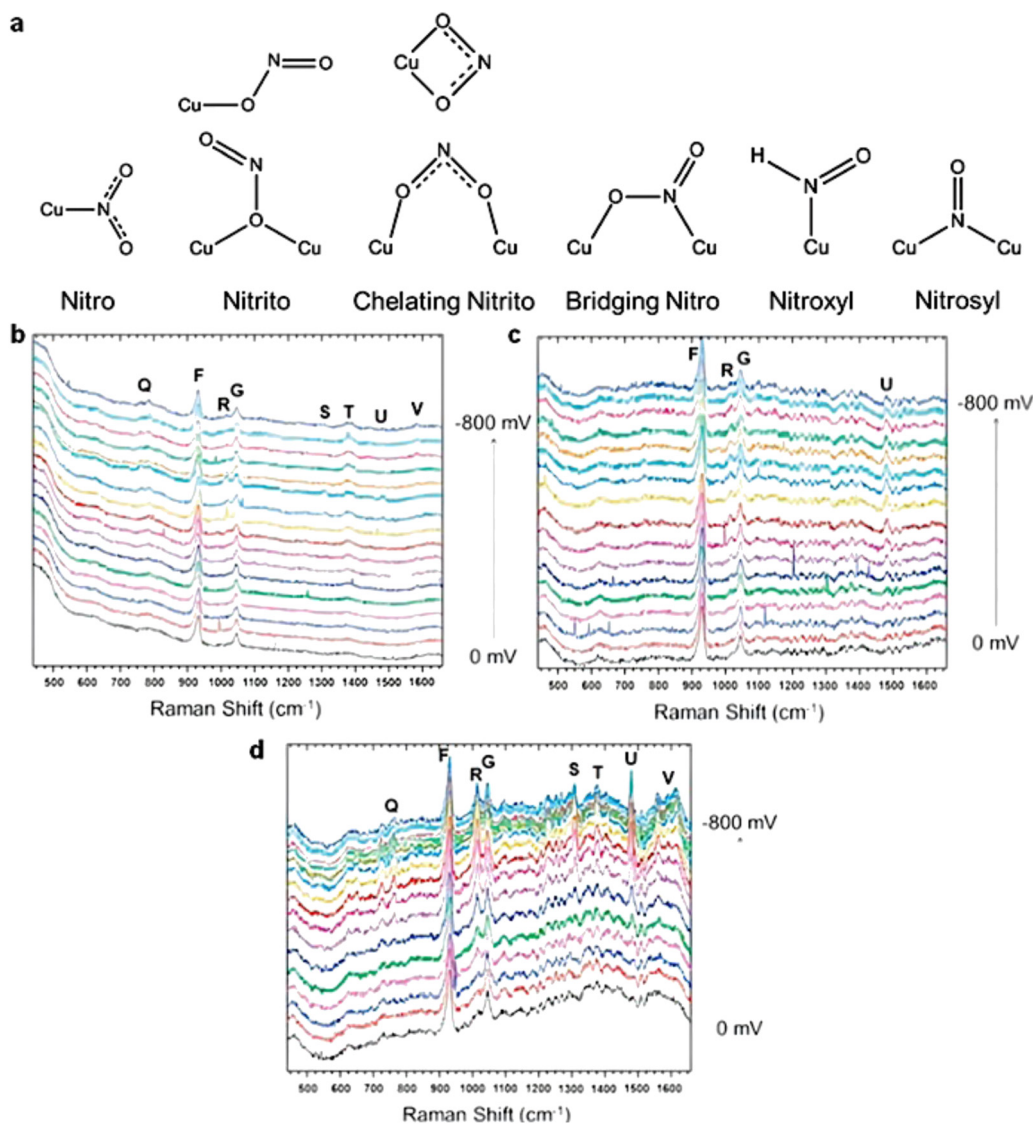 a
O
N O
Cu N
Cu O
O
O
N N O
O H O
O N
Cu N O O O N N
O
O Cu Cu Cu Cu Cu Cu Cu Cu Cu
Nitro Nitrito Chelating Nitrito Bridging Nitro Nitroxyl Nitrosyl
b
Q F R G S T U V
-800 mV
0 mV
500 600 700 800 900 1000 1100 1200 1300 1400 1500 1600
Raman Shift (cm-1)
c
F R G U
-800 mV
0 mV
500 600 700 800 900 1000 1100 1200 1300 1400 1500 1600
Raman Shift (cm-1)
d
Q F R G S T U V
-800 mV
0 mV
500 600 700 800 900 1000 1100 1200 1300 1400 1500 1600
Raman Shift (cm-1)